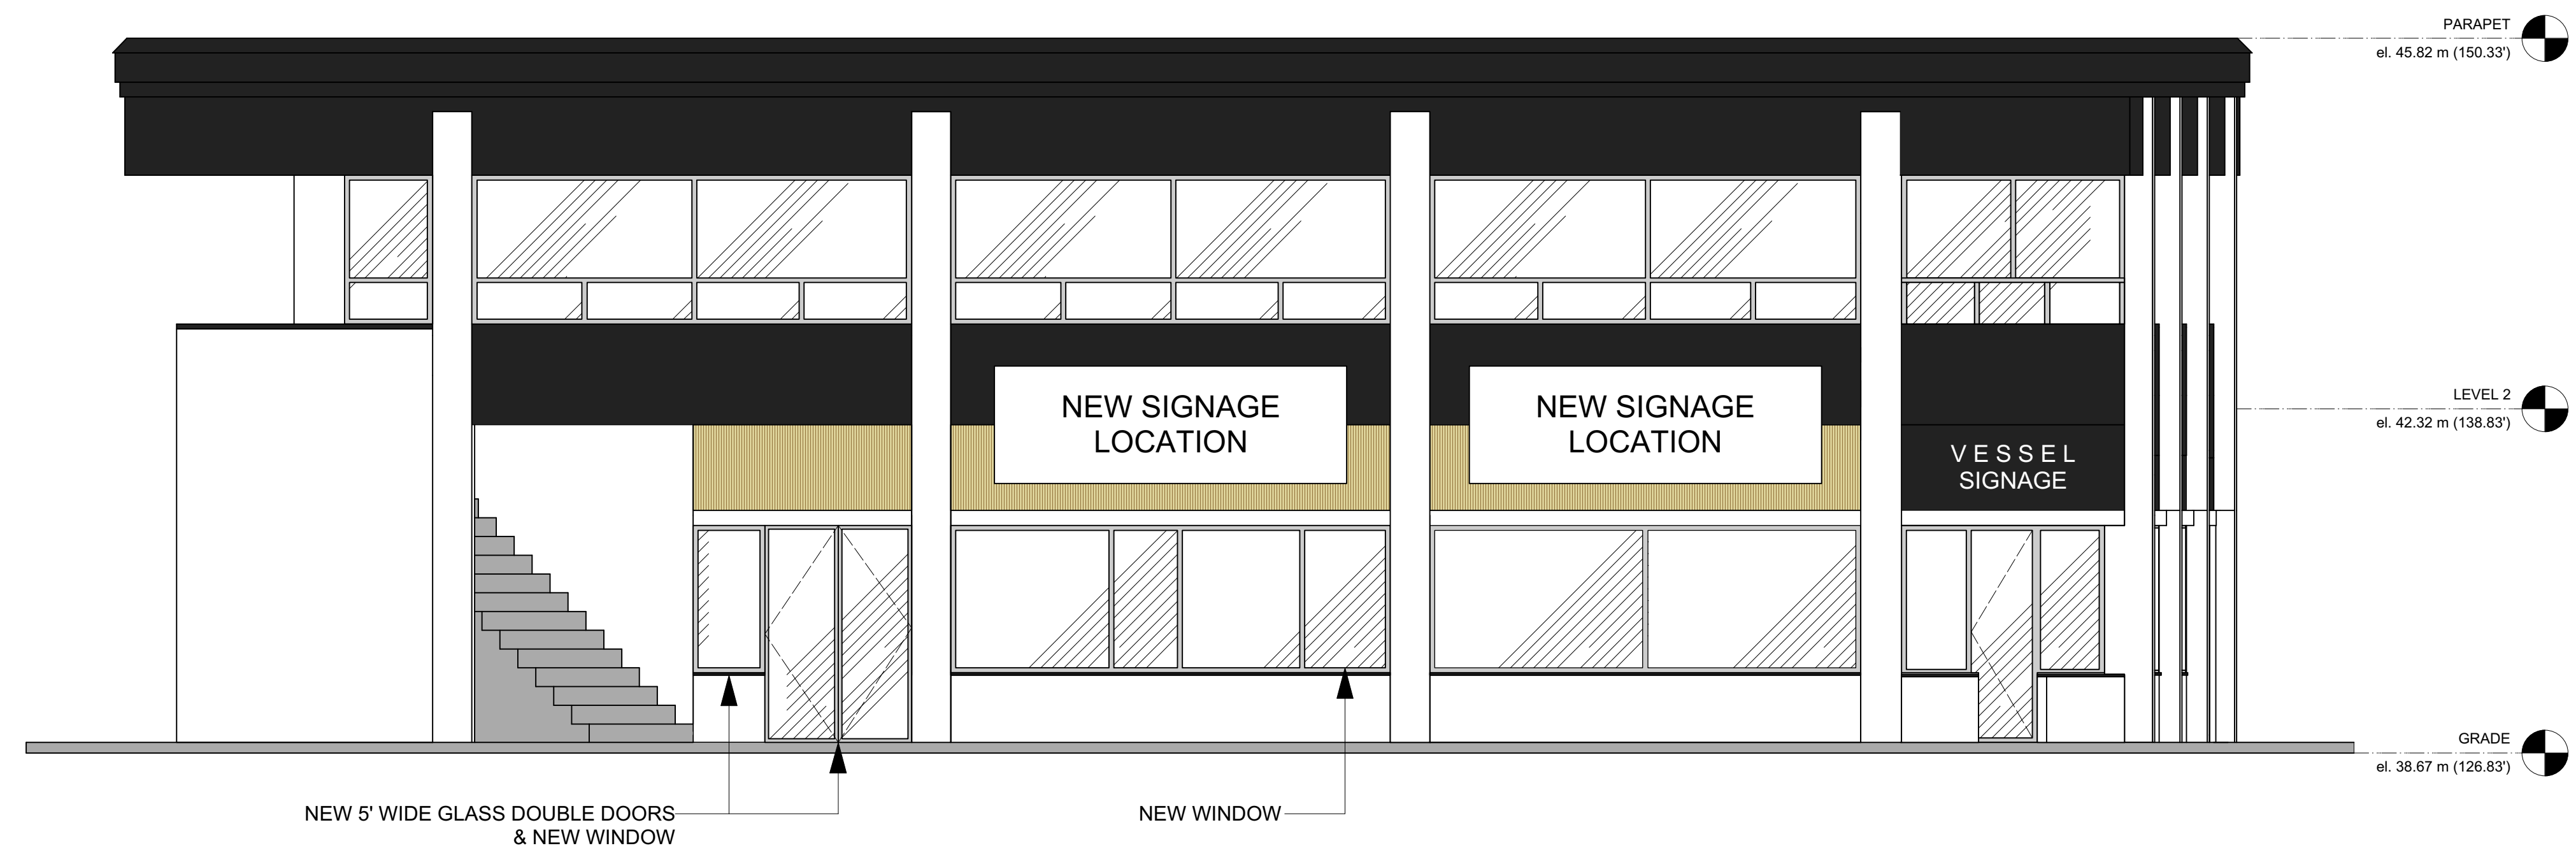 PARAPET
el. 45.82 m (150.33')
NEW SIGNAGE
LOCATION
NEW SIGNAGE
LOCATION
LEVEL 2
el. 42.32 m (138.83')
V E S S E L
SIGNAGE
GRADE
el. 38.67 m (126.83')
NEW 5' WIDE GLASS DOUBLE DOORS
& NEW WINDOW
NEW WINDOW